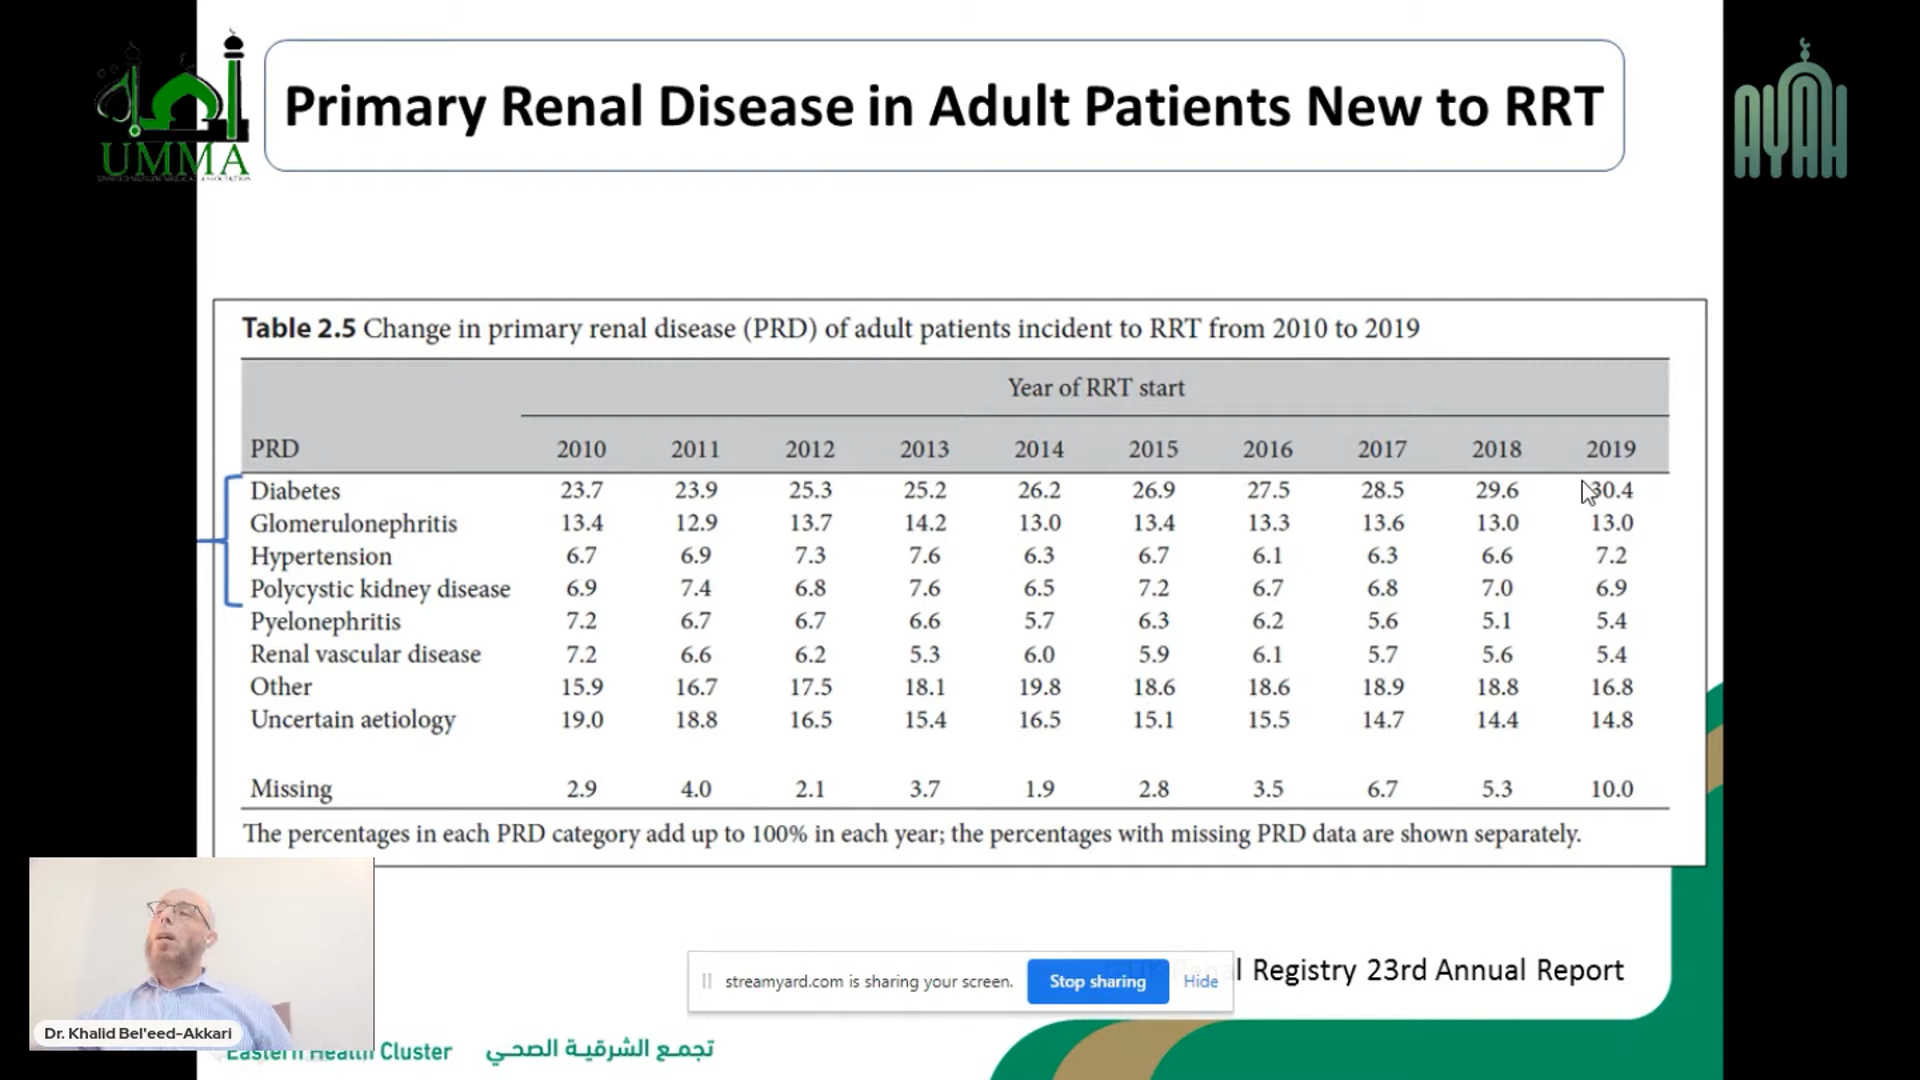 UMMA
Primary Renal Disease in Adult Patients New to RRT
AYAH
Table 2.5 Change in primary renal disease (PRD) of adult patients incident to RRT from 2010 to 2019
Year of RRT start
PRD 2010 2011 2012 2013 2014 2015 2016 2017 2018 2019
Diabetes 23.7 23.9 25.3 25.2 26.2 26.9 27.5 28.5 29.6 30.4
Glomerulonephritis 13.4 12.9 13.7 14.2 13.0 13.4 13.3 13.6 13.0 13.0
Hypertension 6.7 6.9 7.3 7.6 6.3 6.7 6.1 6.3 6.6 7.2
Polycystic kidney disease 6.9 7.4 6.8 7.6 6.5 7.2 6.7 6.8 7.0 6.9
Pyelonephritis 7.2 6.7 6.7 6.6 5.7 6.3 6.2 5.6 5.1 5.4
Renal vascular disease 7.2 6.6 6.2 5.3 6.0 5.9 6.1 5.7 5.6 5.4
Other 15.9 16.7 17.5 18.1 19.8 18.6 18.6 18.9 18.8 16.8
Uncertain aetiology 19.0 18.8 16.5 15.4 16.5 15.1 15.5 14.7 14.4 14.8
Missing 2.9 4.0 2.1 3.7 1.9 2.8 3.5 6.7 5.3 10.0
The percentages in each PRD category add up to 100% in each year; the percentages with missing PRD data are shown separately.
Registry 23rd Annual Report
streamyard.com is sharing your screen. Stop sharing Hide
Dr. Khalid Bel'eed-Akkari
Eastern Health Cluster تجمع الشرقية الصحي